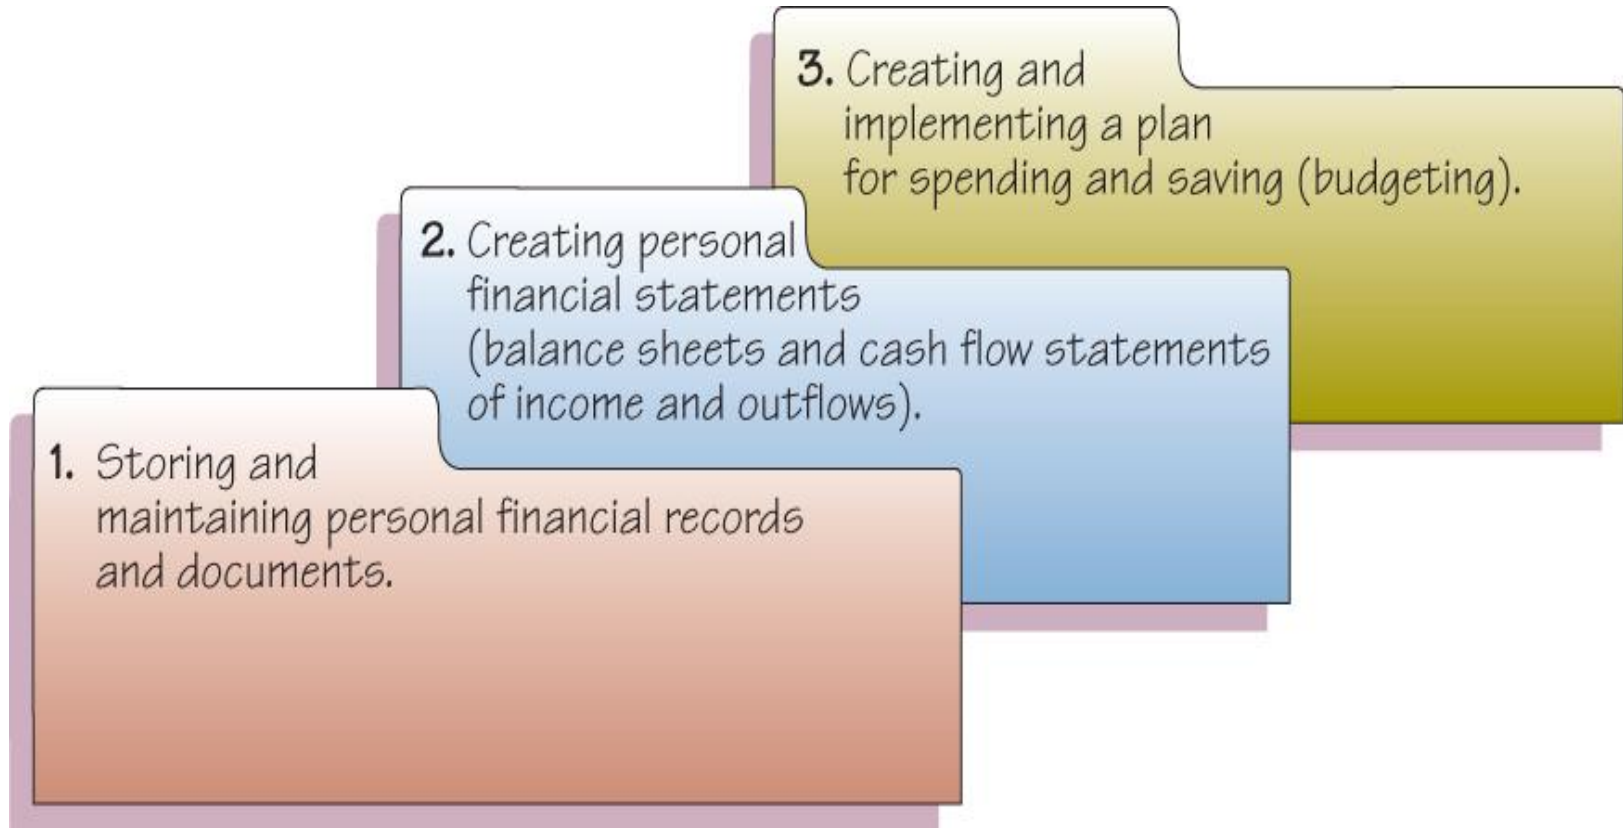 3. Creating and
implementing a plan
for spending and saving (budgeting).
2. Creating personal
financial statements
(balance sheets and cash flow statements
of income and outflows).
1. Storing and
maintaining personal financial records
and documents.